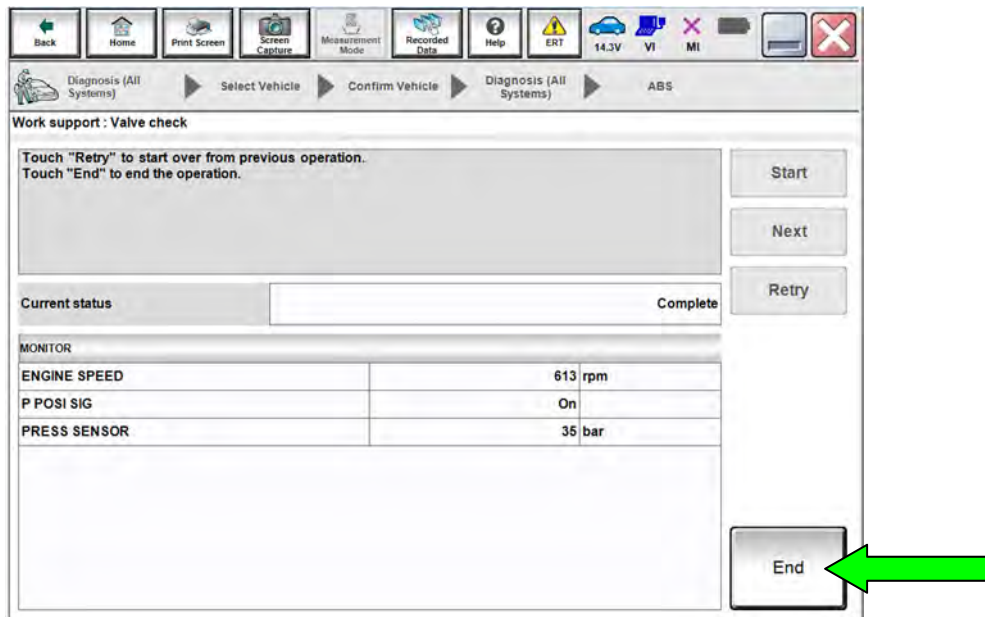 Back
Home
Print Screen
Screen
Capture
Measurement
Mode
Recorded
Data
?
Help
ERT
14.3V
VI
MI
Diagnosis (All
Systems)
Select Vehicle
Confirm Vehicle
Diagnosis (All
Systems)
ABS
Work support : Valve check
Touch "Retry" to start over from previous operation.
Touch "End" to end the operation.
Start
Next
Retry
Current status Complete
MONITOR
ENGINE SPEED 613 rpm
P POSI SIG On
PRESS SENSOR 35 bar
End